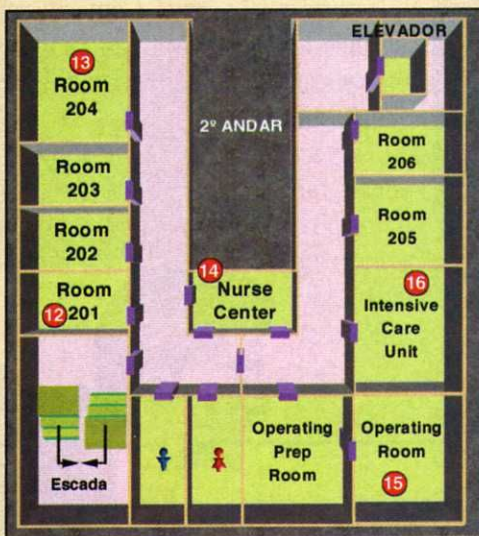 ELEVADOR
13
Room
204
2º ANDAR
Room
206
Room
203
Room
202
Room
205
14
Nurse
Center
16
Intensive
Care
Unit
Room
12
201
Operating
Prep
Room
Operating
Room
15
Escada